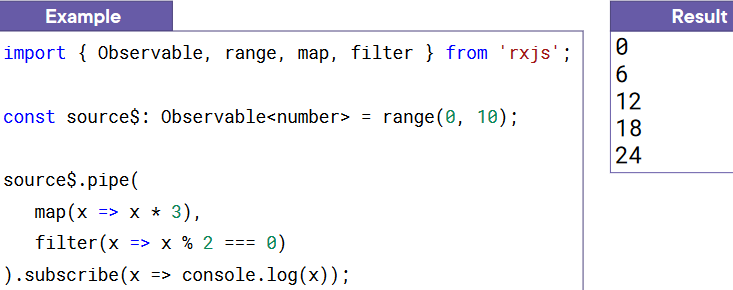 Example
import { Observable, range, map, filter } from 'rxjs';
const source$: Observable<number> = range(0, 10);
source$.pipe(
map(x => x * 3),
filter(x => x % 2 === 0)
).subscribe(x => console.log(x));
Result
0
6
12
18
24